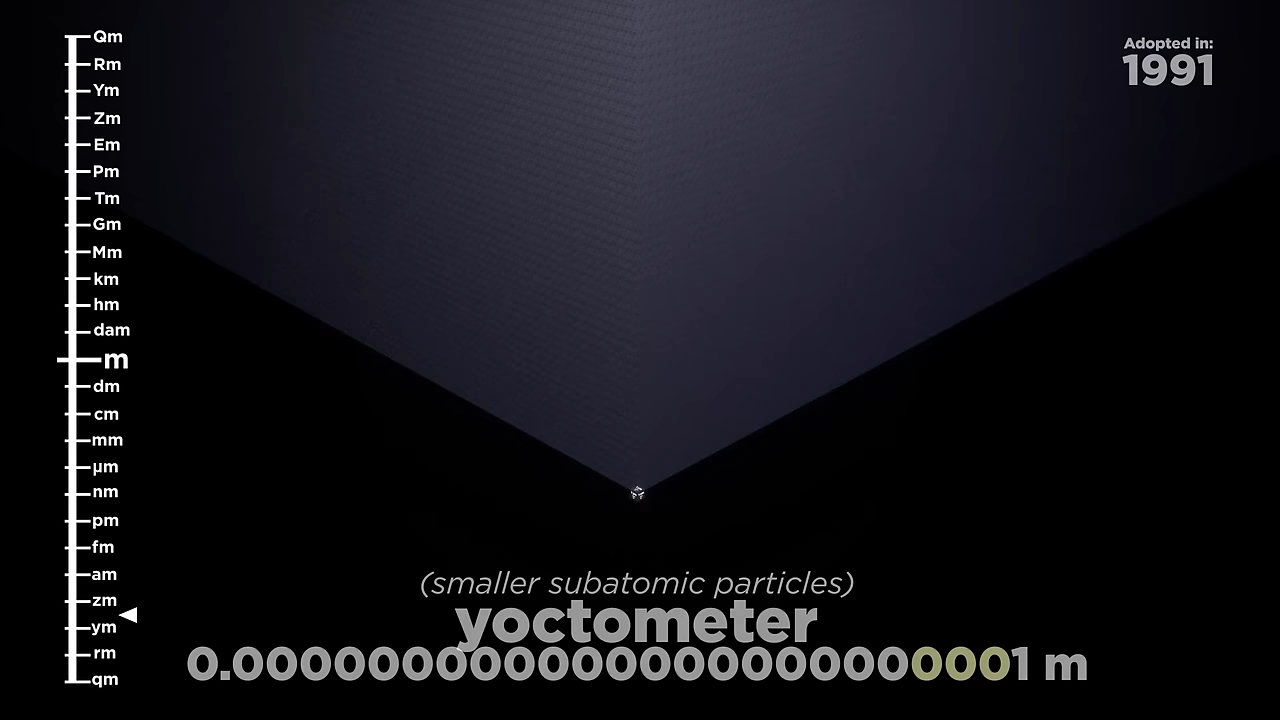 Qm
Rm
Ym
Zm
Em
Pm
Tm
Gm
Mm
km
hm
dam
m
dm
cm
mm
µm
nm
pm
fm
am
zm
ym
rm
qm
Adopted in:
1991
(smaller subatomic particles)
yoctometer
0.000000000000000000000001 m